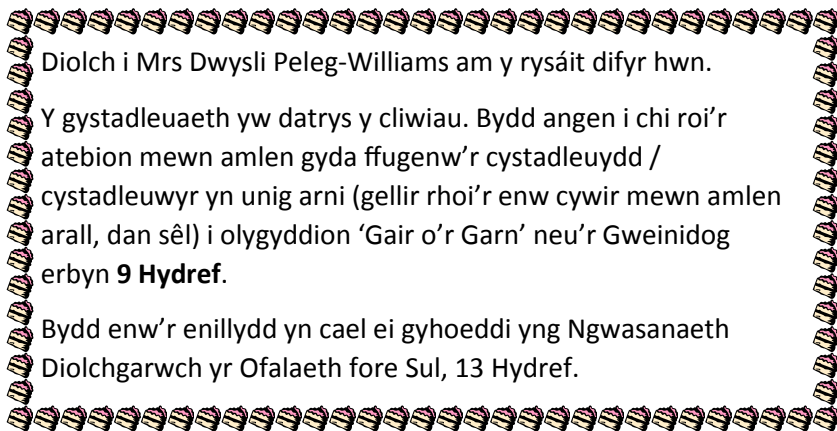 Diolch i Mrs Dwysli Peleg-Williams am y rysáit difyr hwn.
Y gystadleuaeth yw datrys y cliwiau. Bydd angen i chi roi’r
atebion mewn amlen gyda ffugenw’r cystadleuydd /
cystadleuwyr yn unig arni (gellir rhoi’r enw cywir mewn amlen
arall, dan sêl) i olygyddion ‘Gair o’r Garn’ neu’r Gweinidog
erbyn 9 Hydref.
Bydd enw’r enillydd yn cael ei gyhoeddi yng Ngwasanaeth
Diolchgarwch yr Ofalaeth fore Sul, 13 Hydref.